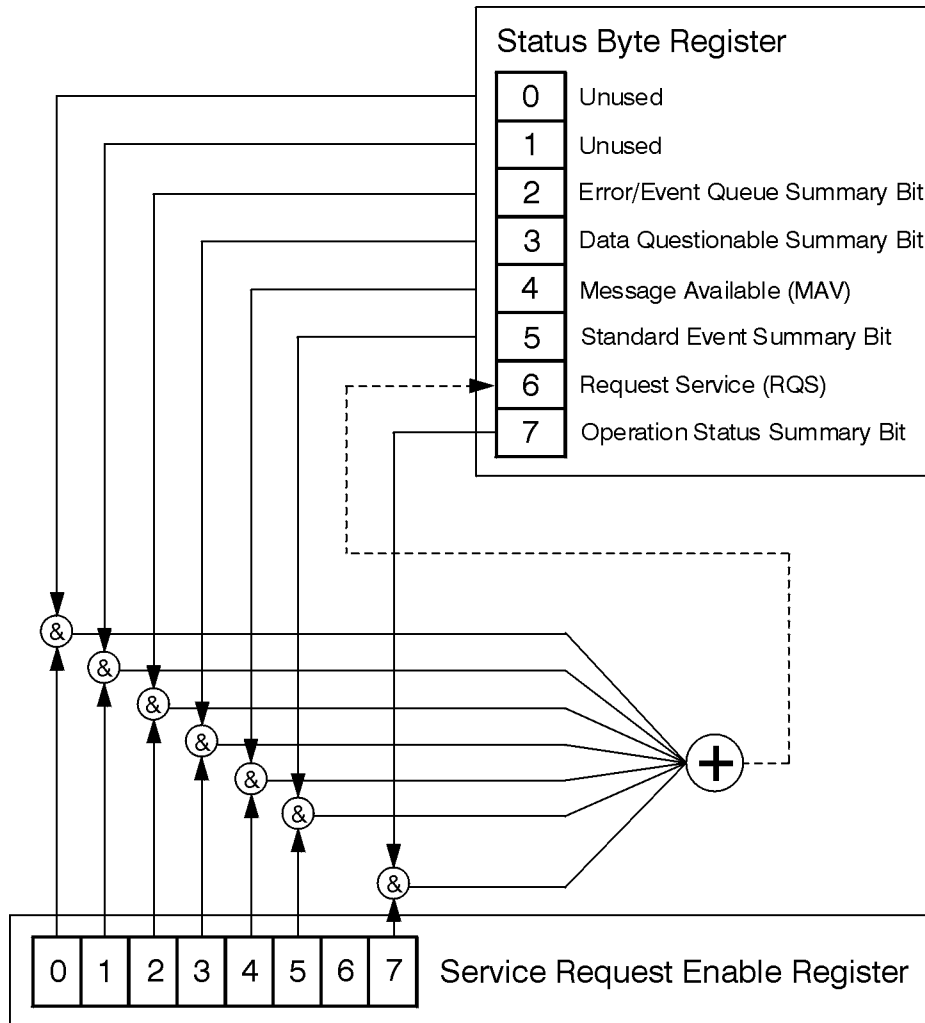 Status Byte Register
0 Unused
1 Unused
2 Error/Event Queue Summary Bit
3 Data Questionable Summary Bit
4 Message Available (MAV)
5 Standard Event Summary Bit
6 Request Service (RQS)
7 Operation Status Summary Bit
&
&
&
&
&
&
+
&
0 1 2 3 4 5 6 7 Service Request Enable Register